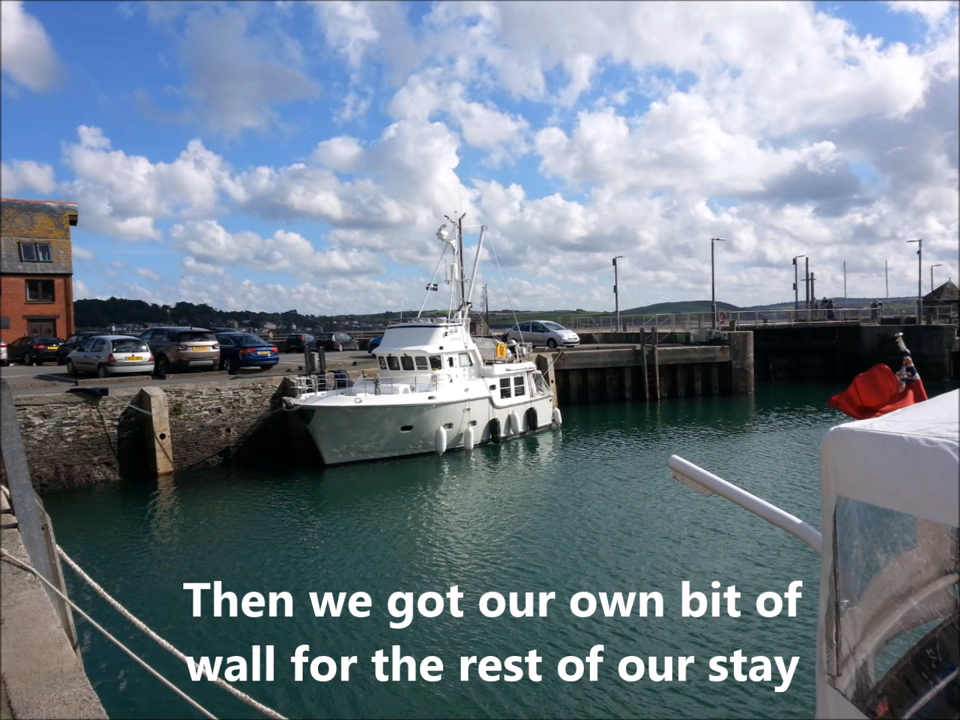 Then we got our own bit of
wall for the rest of our stay